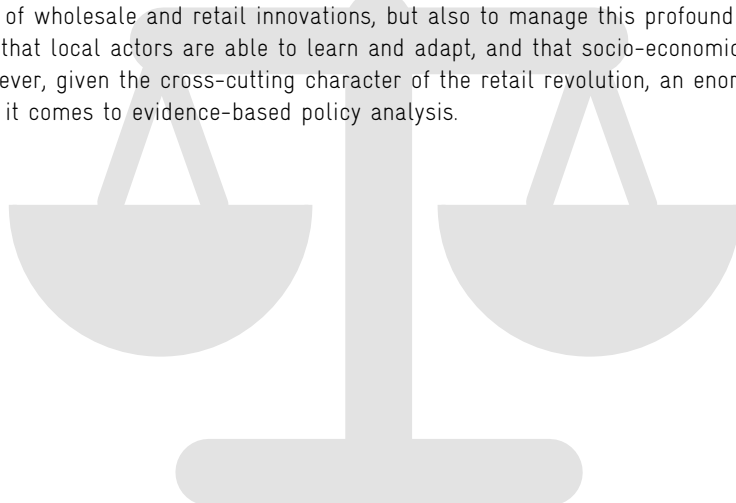 of wholesale and retail innovations, but also to manage this profound
that local actors are able to learn and adapt, and that socio-economic
ever, given the cross-cutting character of the retail revolution, an enor
it comes to evidence-based policy analysis.